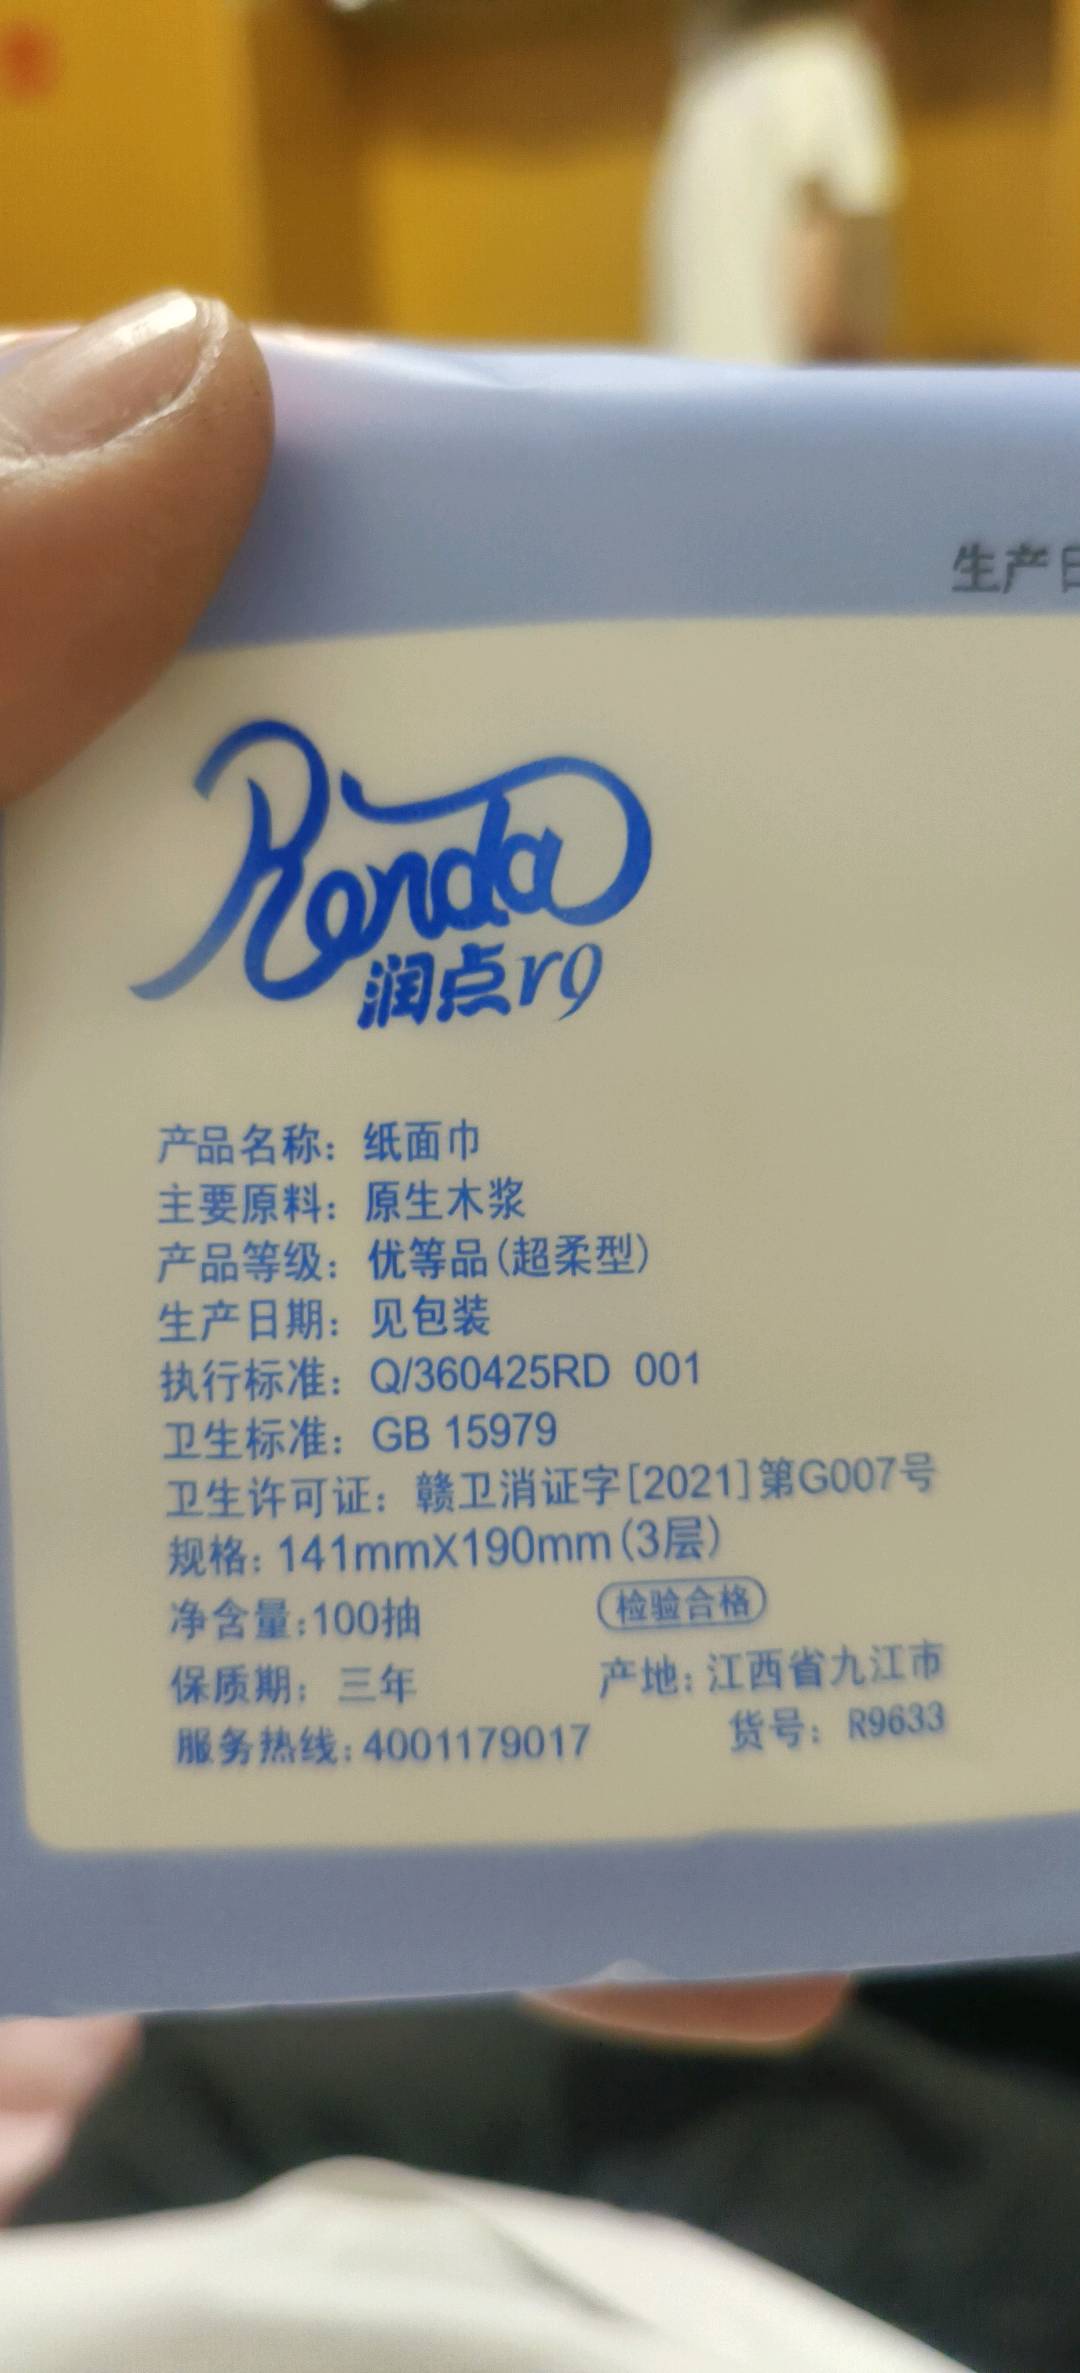 生产日
Renda
润点r9
产品名称：纸面巾
主要原料：原生木浆
产品等级：优等品(超柔型)
生产日期：见包装
执行标准：Q/360425RD 001
卫生标准：GB 15979
卫生许可证：赣卫消证字[2021]第G007号
规格：141mmX190mm(3层)
净含量:100抽 检验合格
保质期：三年 产地：江西省九江市
服务热线：4001179017 货号：R9633